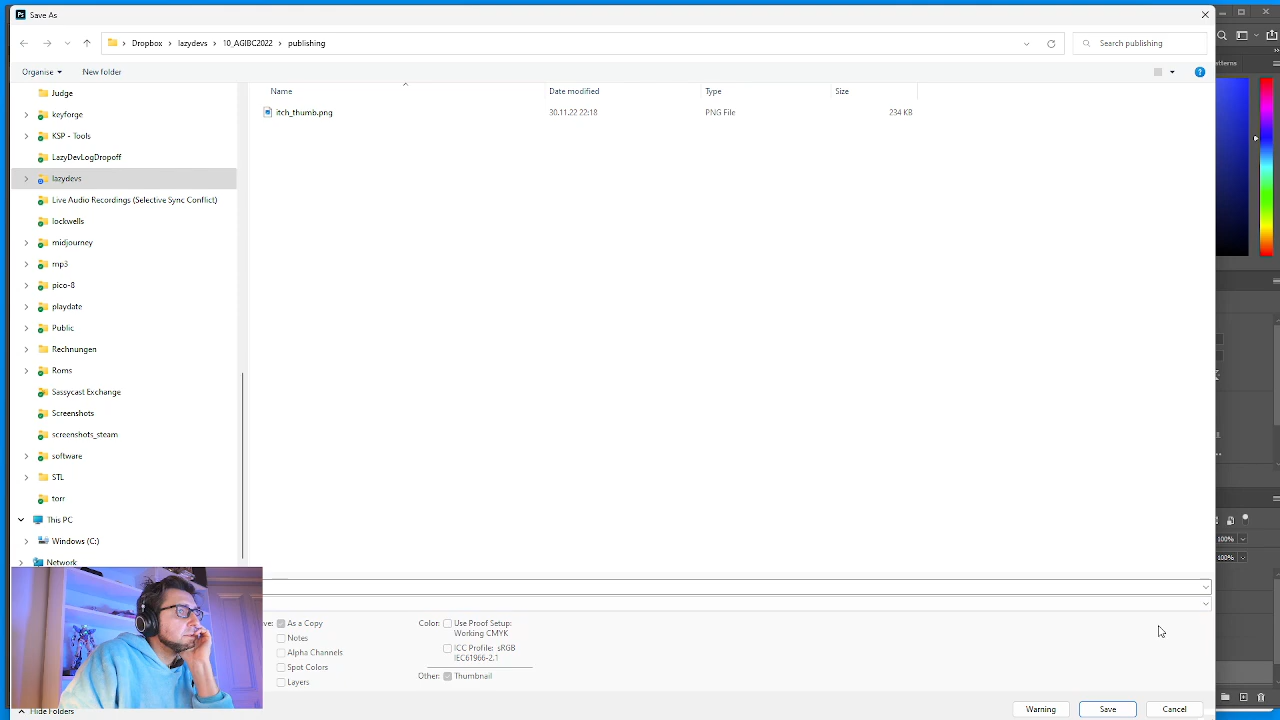 Ps Save As
Dropbox > lazydevs > 10_AGIBC2022 > publishing
Search publishing
Organise
New folder
?
Name
Date modified
Type
Size
itch_thumb.png
30.11.22 22:18
PNG File
234 KB
Judge
keyforge
KSP - Tools
LazyDevLogDropoff
lazydevs
Live Audio Recordings (Selective Sync Conflict)
lockwells
midjourney
mp3
pico-8
playdate
Public
Rechnungen
Roms
Sassycast Exchange
Screenshots
screenshots_steam
software
STL
torr
This PC
Windows (C:)
Network
As a Copy
Notes
Alpha Channels
Spot Colors
Layers
Color:
Use Proof Setup:
Working CMYK
ICC Profile: sRGB
IEC61966-2.1
Other:
Thumbnail
Hide Folders
Warning
Save
Cancel
100%
100%